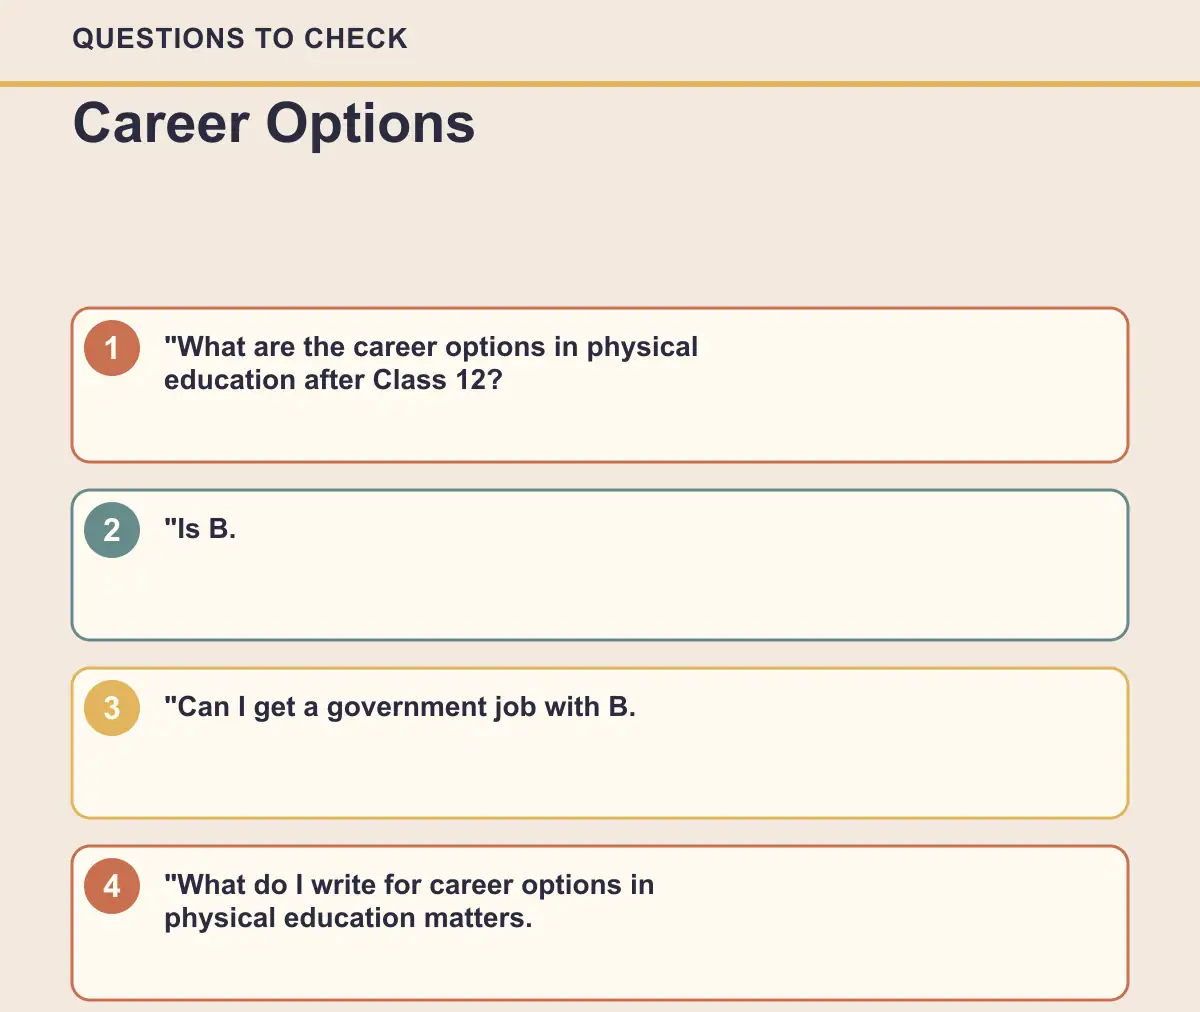 QUESTIONS TO CHECK
Career Options
1
"What are the career options in physical
education after Class 12?
2
"Is B.
3
"Can I get a government job with B.
4
"What do I write for career options in
physical education matters.